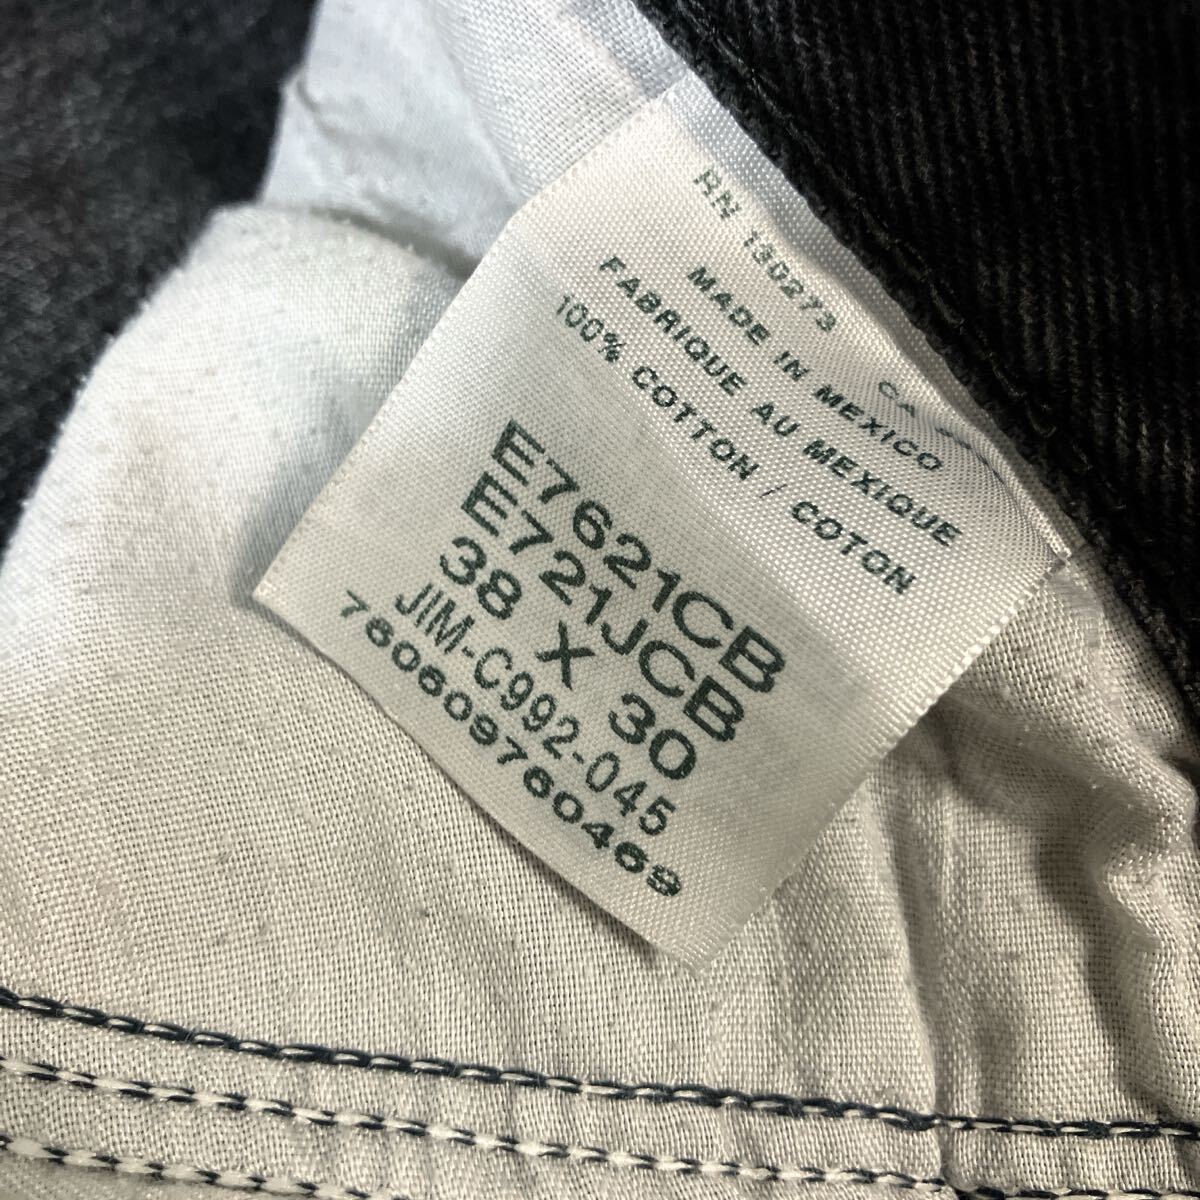 RN 130273 CA
MADE IN MEXICO
FABRIQUE AU MEXIQUE
100% COTTON / COTON
E7621CB
E721JCB
38 X 30
JIM-C992-045
760609760469